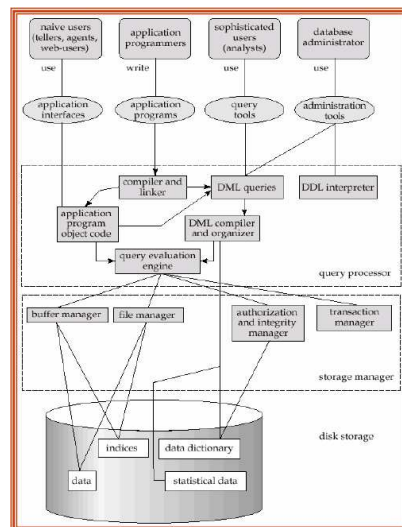 naive users
(tellers, agents,
web-users)
application
programmers
sophisticated
users
(analysts)
database
administrator
use
write
use
use
application
interfaces
application
programs
query
tools
administration
tools
compiler and
linker
DML queries
DDL interpreter
application
program
object code
DML compiler
and organizer
query evaluation
engine
query processor
buffer manager
file manager
authorization
and integrity
manager
transaction
manager
storage manager
disk storage
indices
data dictionary
data
statistical data